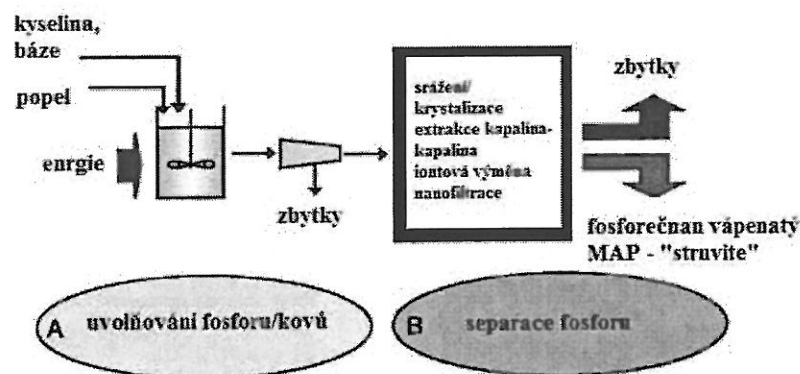 kyselina,
báze
popel
enrgie
zbytky
srážení/
krystalizace
extrakce kapalina-
kapalina
iontová výměna
nanofiltrace
zbytky
fosforečnan vápenatý
MAP - "struvite"
A uvolňování fosforu/kovů
B separace fosforu